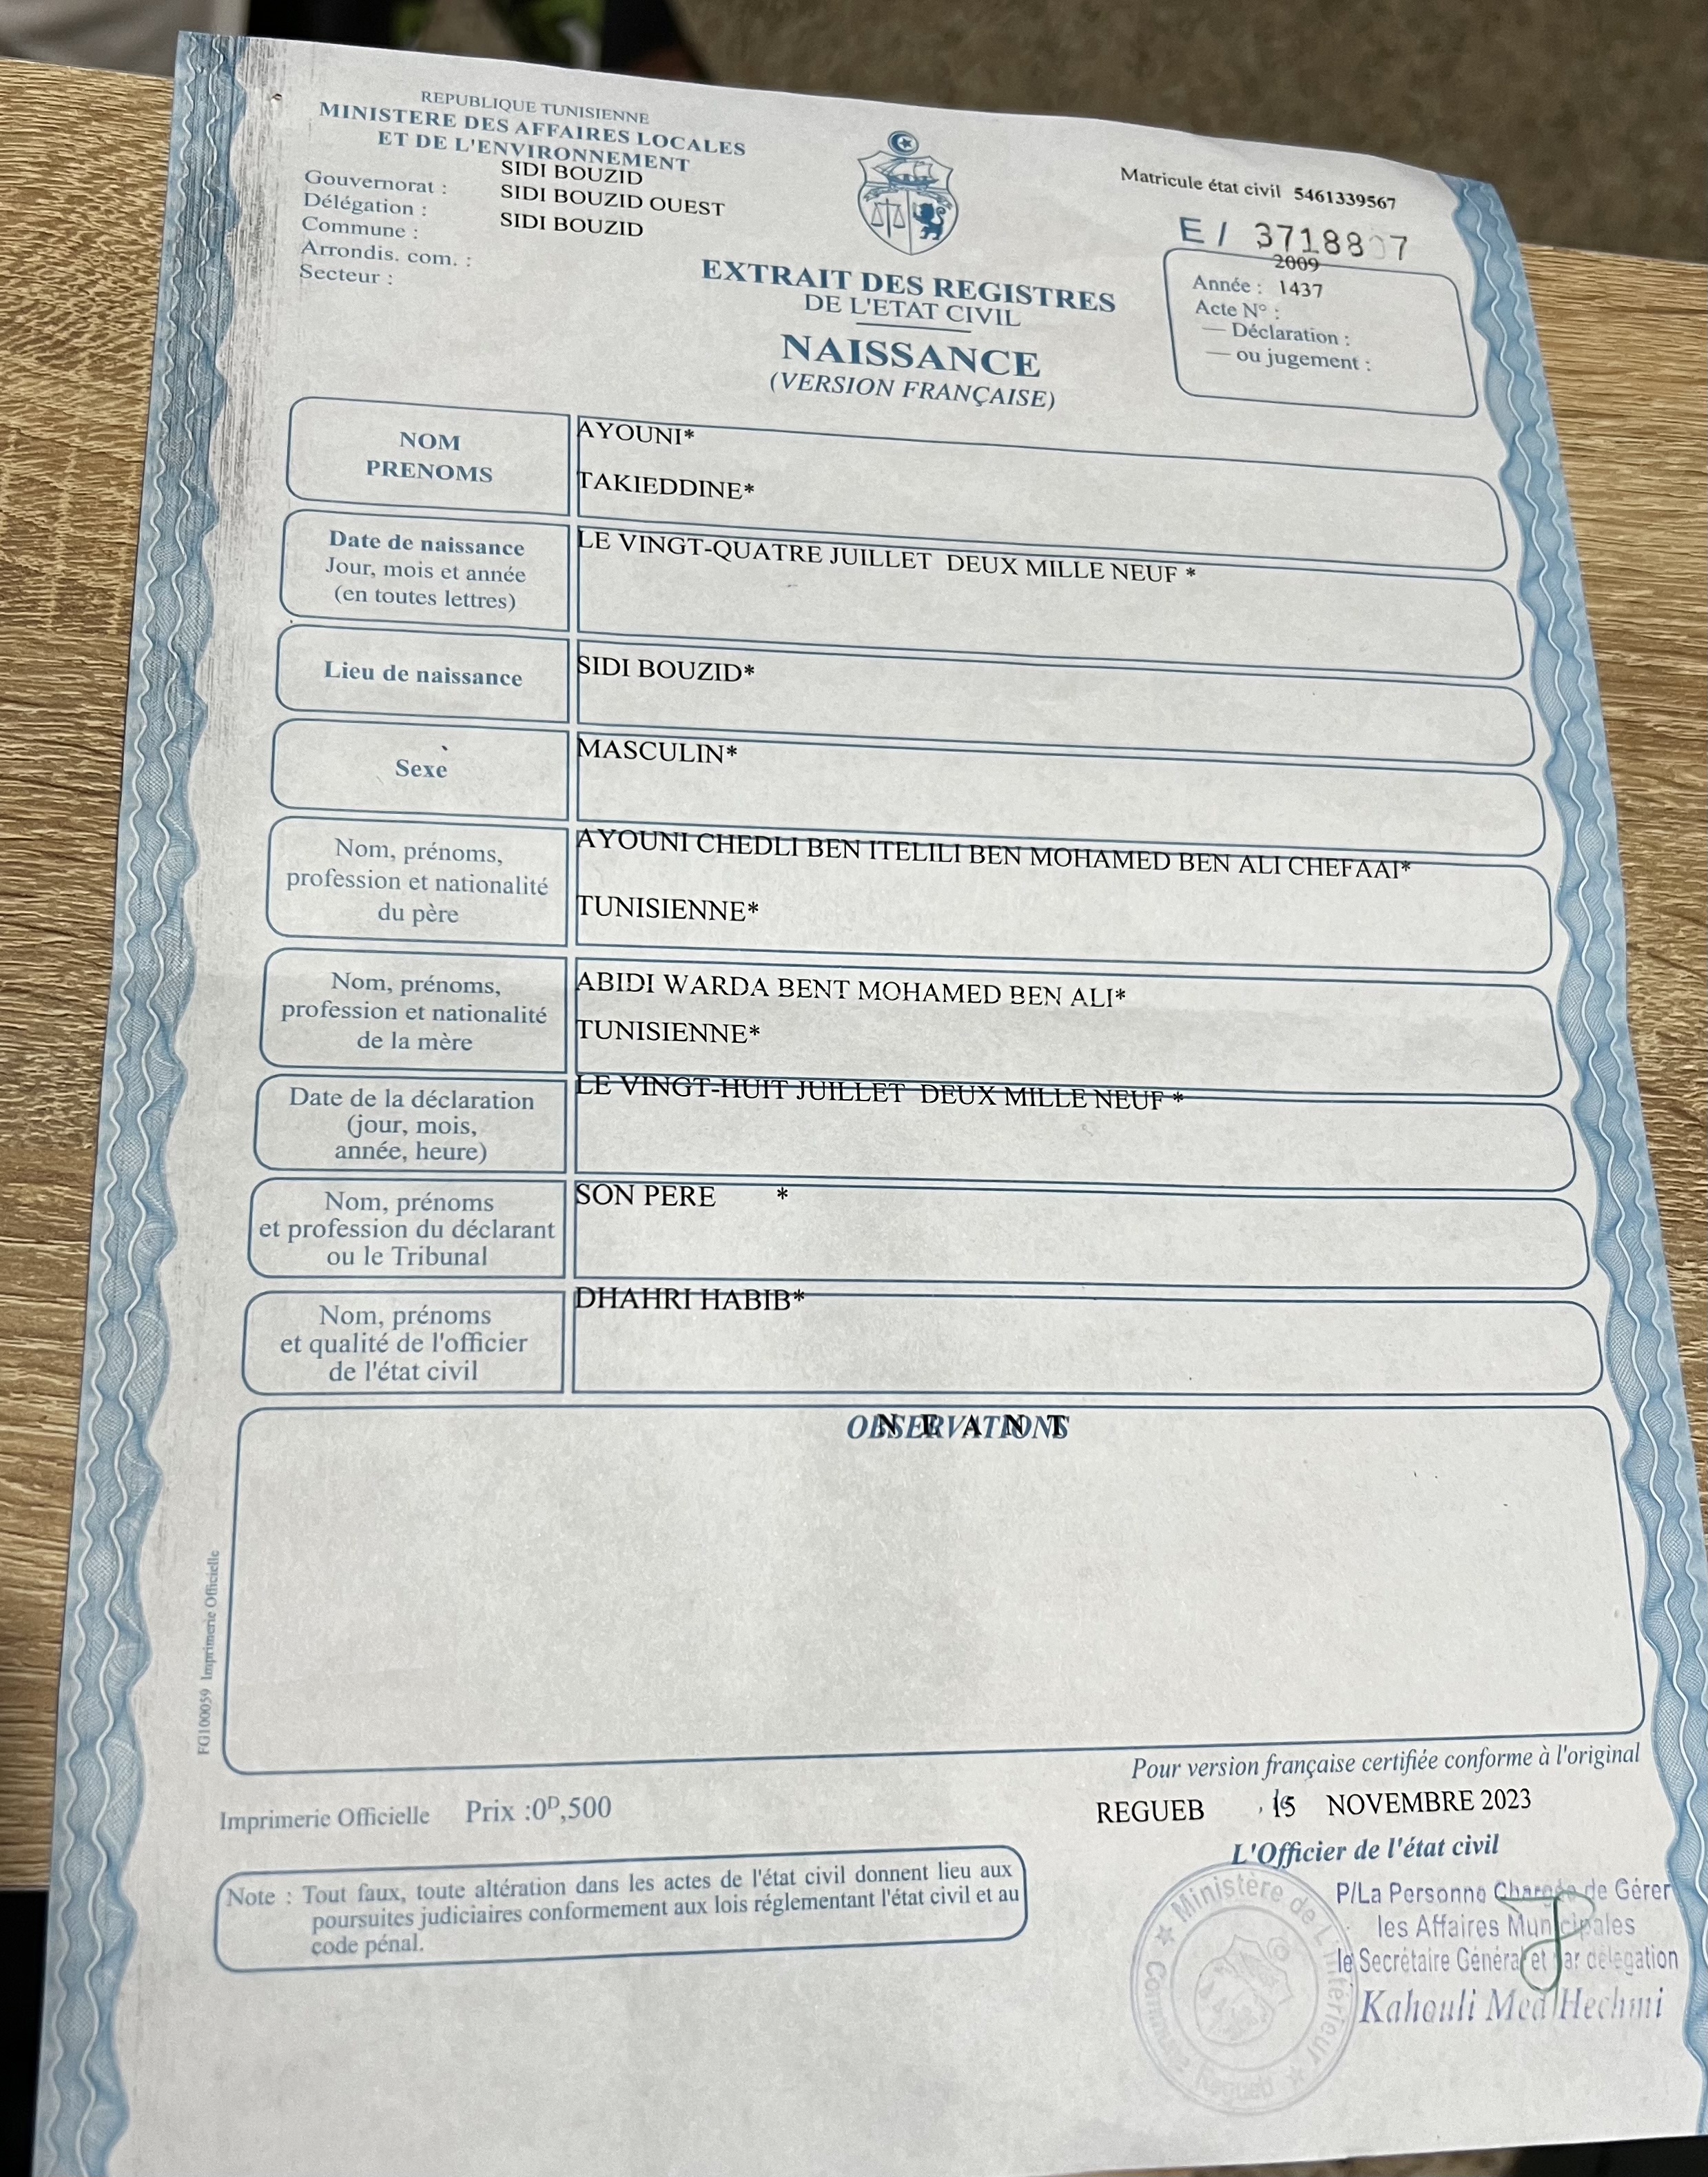 REPUBLIQUE TUNISIENNE
MINISTERE DES AFFAIRES LOCALES
ET DE L'ENVIRONNEMENT
Gouvernorat : SIDI BOUZID
Délégation : SIDI BOUZID OUEST
Commune : SIDI BOUZID
Arrondis. com. :
Secteur :
Matricule état civil 5461339567
E / 37188 7
2009
Année : 1437
Acte N° :
— Déclaration :
— ou jugement :
EXTRAIT DES REGISTRES
DE L'ETAT CIVIL
NAISSANCE
(VERSION FRANÇAISE)
NOM
PRENOMS
AYOUNI*
TAKIEDDINE*
Date de naissance
Jour, mois et année
(en toutes lettres)
LE VINGT-QUATRE JUILLET DEUX MILLE NEUF *
Lieu de naissance
SIDI BOUZID*
Sexe
MASCULIN*
Nom, prénoms,
profession et nationalité
du père
AYOUNI CHEDLI BEN ITELILI BEN MOHAMED BEN ALI CHEFAAI*
TUNISIENNE*
Nom, prénoms,
profession et nationalité
de la mère
ABIDI WARDA BENT MOHAMED BEN ALI*
TUNISIENNE*
Date de la déclaration
(jour, mois,
année, heure)
LE VINGT-HUIT JUILLET DEUX MILLE NEUF *
Nom, prénoms
et profession du déclarant
ou le Tribunal
SON PERE *
Nom, prénoms
et qualité de l'officier
de l'état civil
DHAHRI HABIB*
OBSERVATIONS
N E A N T
FG100059 Imprimerie Officielle
Pour version française certifiée conforme à l'original
Imprimerie Officielle Prix :0ᴰ,500
REGUEB , 15 NOVEMBRE 2023
L'Officier de l'état civil
Note : Tout faux, toute altération dans les actes de l'état civil donnent lieu aux
poursuites judiciaires conformement aux lois réglementant l'état civil et au
code pénal.
P/La Personne Chargée de Gérer
les Affaires Municipales
le Secrétaire Général et par délégation
Kahouli Med Hechmi
★ Ministère de L'intérieur ★
Commune Regueb